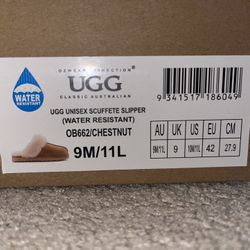 WATER
RESISTANT
OZWEAR CONNECTION
UGG
CLASSIC AUSTRALIAN
UGG UNISEX SCUFFETE SLIPPER
(WATER RESISTANT)
OB662/CHESTNUT
9M/11L
9 341517 186049
AU UK US EU CM
9M/11L 9 10M/11L 42 27.9